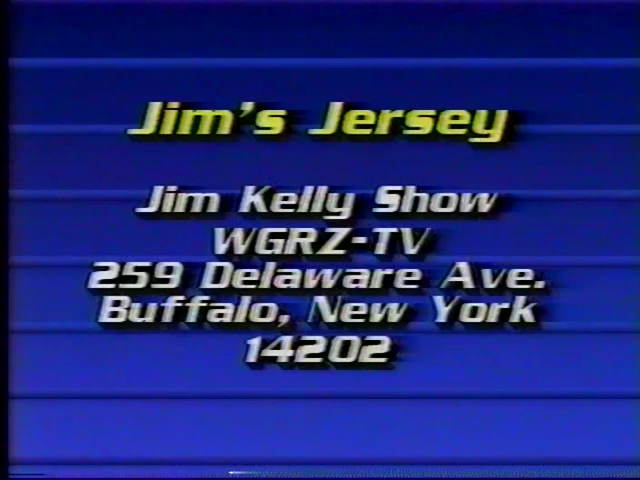 Jim's Jersey
Jim Kelly Show
WGRZ-TV
259 Delaware Ave.
Buffalo, New York
14202